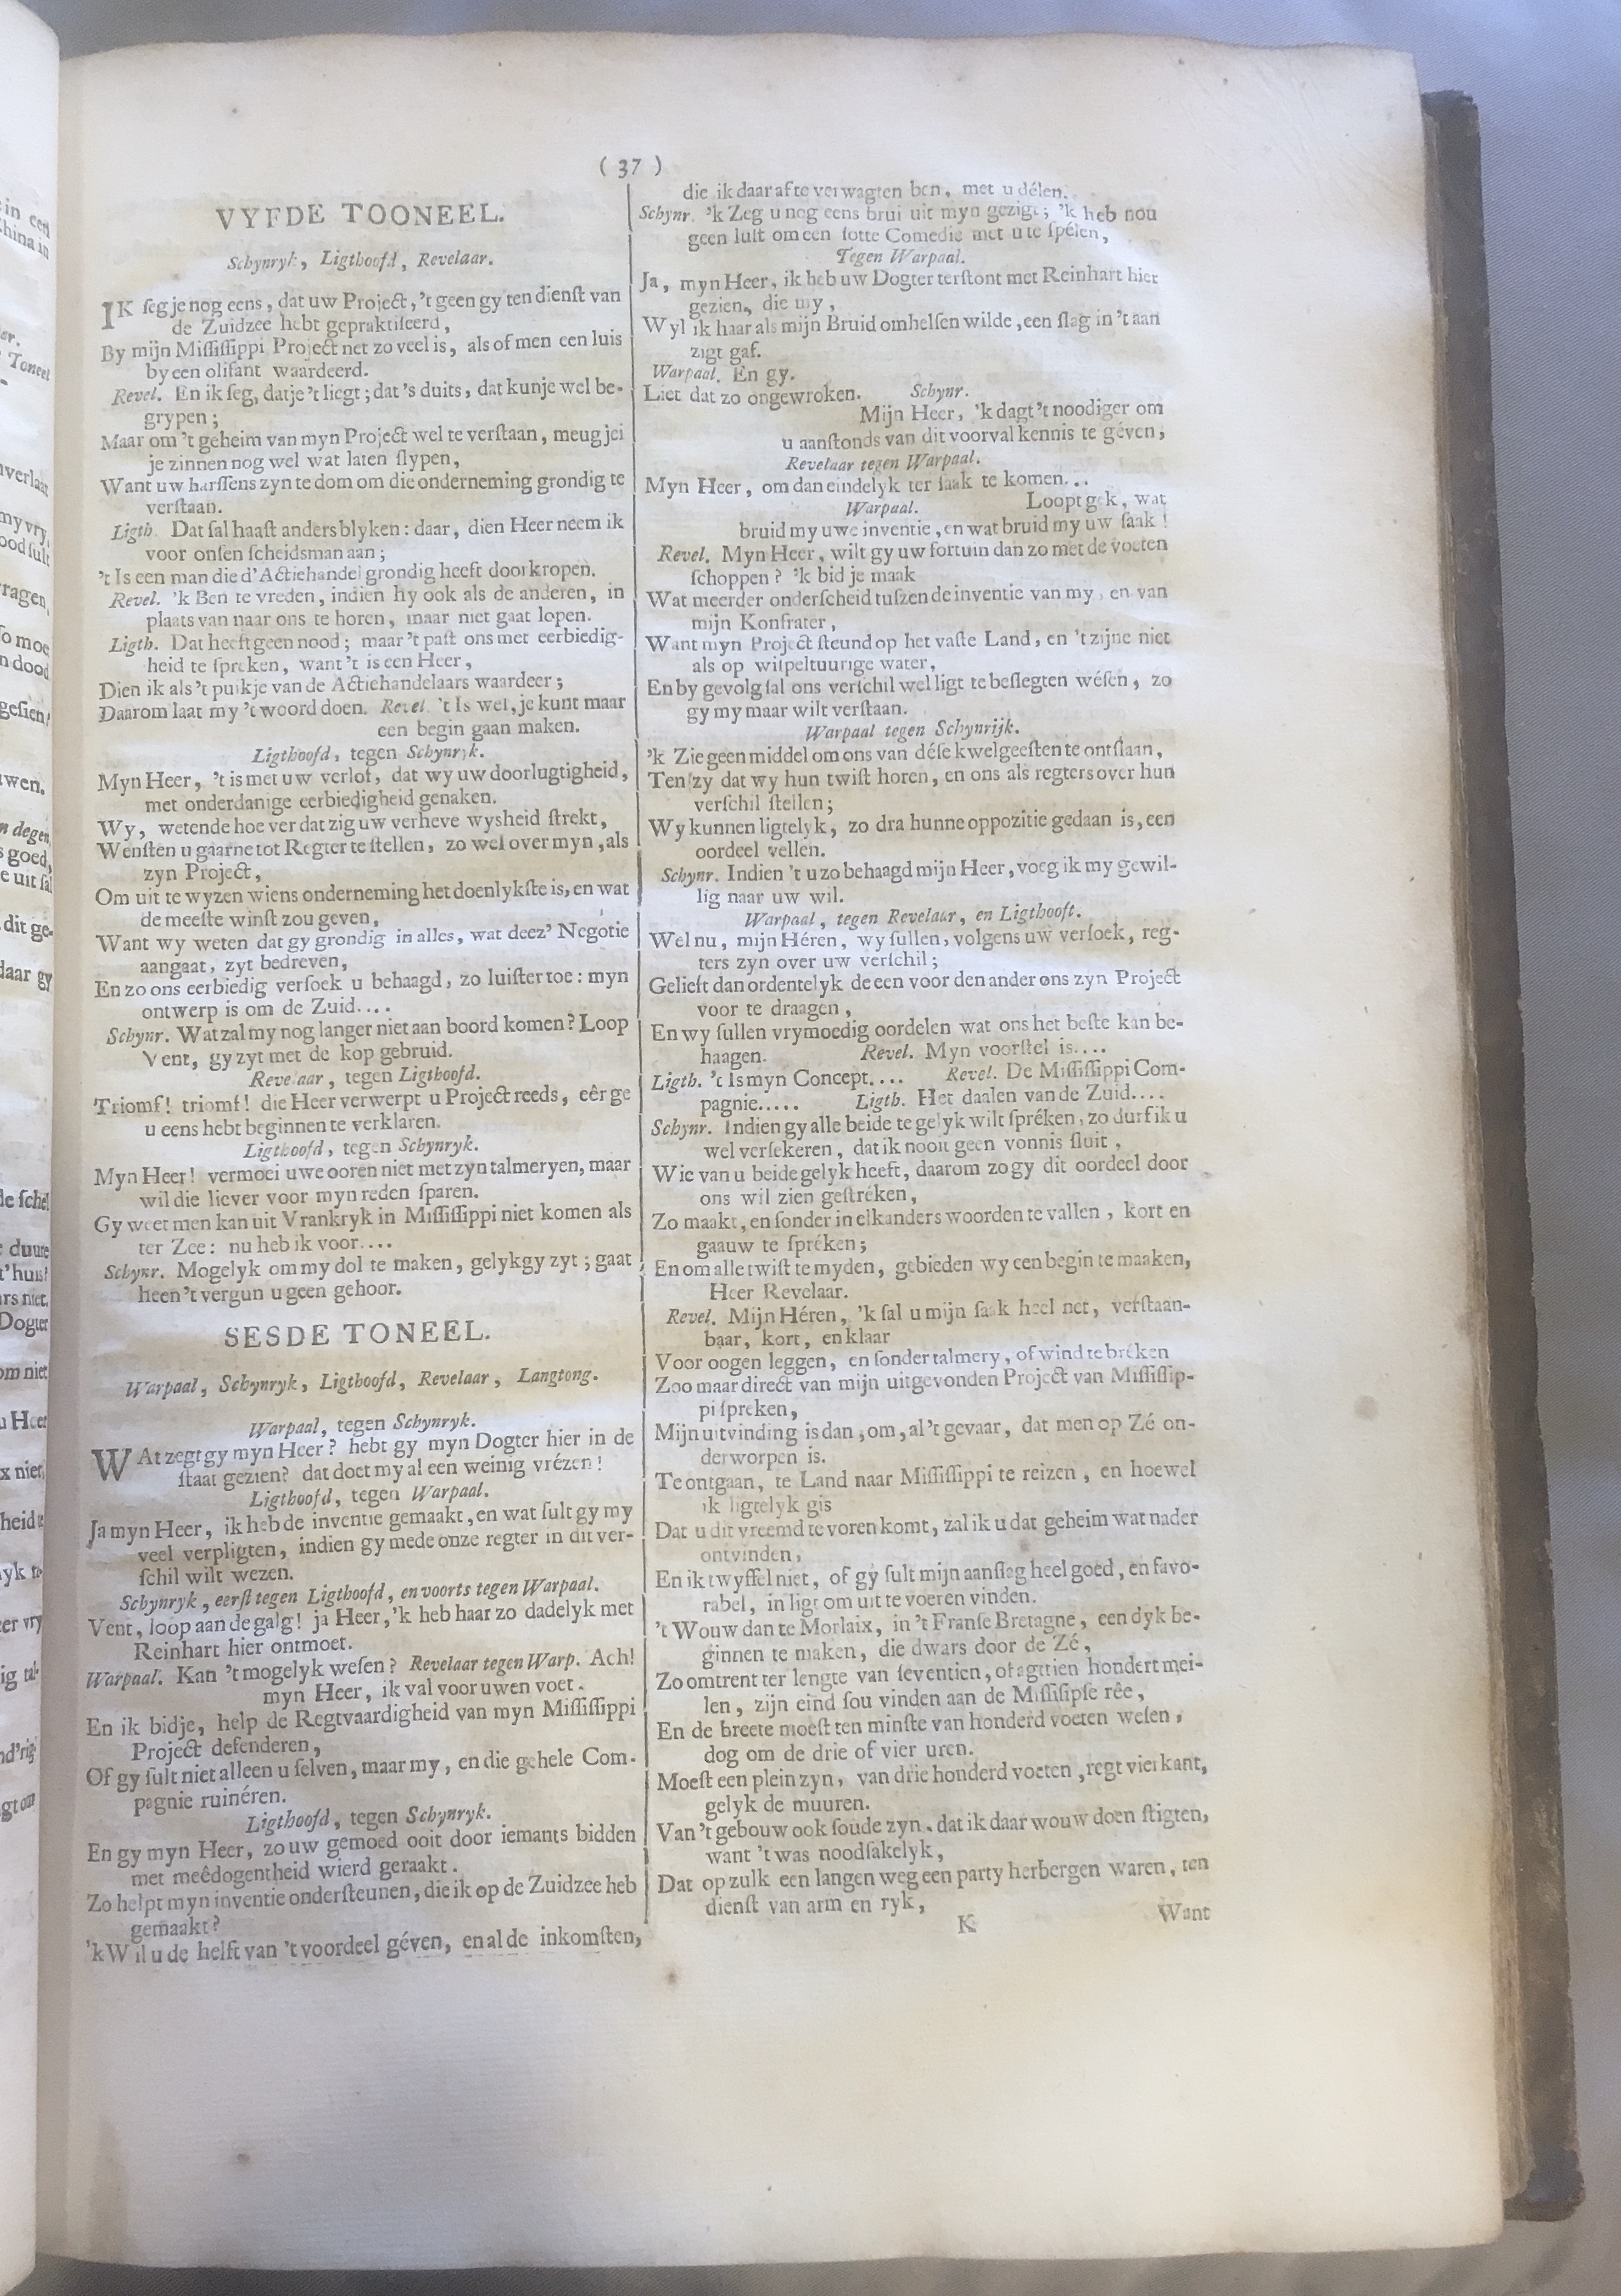 ( 37 )
VYFDE TOONEEL.
Schynryk, Ligthoofd, Revelaar.
IK ſeg je nog eens, dat uw Project, 't geen gy ten dienſt van
de Zuidzee hebt gepraktiſeerd,
By mijn Miſſiſſippi Project net zo veel is, als of men een luis
by een olifant waardeerd.
Revel. En ik ſeg, datje 't liegt; dat 's duits, dat kunje wel be-
grypen;
Maar om 't geheim van myn Project wel te verſtaan, meug jei
je zinnen nog wel wat laten ſlypen,
Want uw harſſens zyn te dom om die onderneming grondig te
verſtaan.
Ligth. Dat ſal haaſt anders blyken: daar, dien Heer neem ik
voor onſen ſcheidsman aan;
't Is een man die d'Actiehandel grondig heeft doorkropen.
Revel. 'k Ben te vreden, indien hy ook als de anderen, in
plaats van naar ons te horen, maar niet gaat lopen.
Ligth. Dat heeft geen nood; maar 't paſt ons met eerbiedig-
heid te ſpreken, want 't is een Heer,
Dien ik als 't puikje van de Actiehandelaars waardeer;
Daarom laat my 't woord doen. Revel. 't Is wel, je kunt maar
een begin gaan maken.
Ligthoofd, tegen Schynryk.
Myn Heer, 't is met uw verlof, dat wy uw doorlugtigheid,
met onderdanige eerbiedigheid genaken.
Wy, wetende hoe ver dat zig uw verheve wysheid ſtrekt,
Wenſten u gaarne tot Regter te ſtellen, zo wel over myn, als
zyn Project,
Om uit te wyzen wiens onderneming het doenlykſte is, en wat
de meeſte winſt zou geven,
Want wy weten dat gy grondig in alles, wat deez' Negotie
aangaat, zyt bedreven,
En zo ons eerbiedig verſoek u behaagd, zo luiſter toe: myn
ontwerp is om de Zuid....
Schynr. Wat zal my nog langer niet aan boord komen? Loop
Vent, gy zyt met de kop gebruid.
Revelaar, tegen Ligthoofd.
Triomf! triomf! die Heer verwerpt u Project reeds, eêr ge
u eens hebt beginnen te verklaren.
Ligthoofd, tegen Schynryk.
Myn Heer! vermoei uwe ooren niet met zyn talmeryen, maar
wil die liever voor myn reden ſparen.
Gy weet men kan uit Vrankryk in Miſſiſſippi niet komen als
ter Zee: nu heb ik voor....
Schynr. Mogelyk om my dol te maken, gelyk gy zyt; gaat
heen 't vergun u geen gehoor.
SESDE TONEEL.
Warpaal, Schynryk, Ligthoofd, Revelaar, Langtong.
Warpaal, tegen Schynryk.
WAt zegt gy myn Heer? hebt gy myn Dogter hier in de
ſtaat gezien? dat doet my al een weinig vrézen!
Ligthoofd, tegen Warpaal.
Ja myn Heer, ik heb de inventie gemaakt, en wat ſult gy my
veel verpligten, indien gy mede onze regter in dit ver-
ſchil wilt wezen.
Schynryk, eerſt tegen Ligthoofd, en voorts tegen Warpaal.
Vent, loop aan de galg! ja Heer, 'k heb haar zo dadelyk met
Reinhart hier ontmoet.
Warpaal. Kan 't mogelyk weſen? Revelaar tegen Warp. Ach!
myn Heer, ik val voor uwen voet.
En ik bidje, help de Regtvaardigheid van myn Miſſiſſippi
Project defenderen,
Of gy ſult niet alleen u ſelven, maar my, en die gehele Com-
pagnie ruinéren.
Ligthoofd, tegen Schynryk.
En gy myn Heer, zo uw gemoed ooit door iemants bidden
met meêdogentheid wierd geraakt.
Zo helpt myn inventie onderſteunen, die ik op de Zuidzee heb
gemaakt?
'k Wil u de helft van 't voordeel géven, en al de inkomſten,
die ik daar af te verwagten ben, met u délen.
Schynr. 'k Zeg u nog eens brui uit myn gezigt; 'k heb nou
geen luſt om een ſotte Comedie met u te ſpélen,
Tegen Warpaal.
Ja, myn Heer, ik heb uw Dogter terſtont met Reinhart hier
gezien, die my,
Wyl ik haar als mijn Bruid omhelſen wilde, een ſlag in 't aan
zigt gaf.
Warpaal. En gy.
Liet dat zo ongewroken. Schynr.
Mijn Heer, 'k dagt 't noodiger om
u aanſtonds van dit voorval kennis te géven;
Revelaar tegen Warpaal.
Myn Heer, om dan eindelyk ter ſaak te komen...
Warpaal. Loopt gek, wat
bruid my uwe inventie, en wat bruid my uw ſaak!
Revel. Myn Heer, wilt gy uw fortuin dan zo met de voeten
ſchoppen? 'k bid je maak
Wat meerder onderſcheid tuſzen de inventie van my, en van
mijn Konfrater,
Want myn Project ſteund op het vaſte Land, en 't zijne niet
als op wiſpeltuurige water,
En by gevolg ſal ons verſchil wel ligt te beſlegten wéſen, zo
gy my maar wilt verſtaan.
Warpaal tegen Schynrijk.
'k Zie geen middel om ons van déſe kwelgeeſten te ontſlaan,
Ten zy dat wy hun twiſt horen, en ons als regters over hun
verſchil ſtellen;
Wy kunnen ligtelyk, zo dra hunne oppozitie gedaan is, een
oordeel vellen.
Schynr. Indien 't u zo behaagd mijn Heer, voeg ik my gewil-
lig naar uw wil.
Warpaal, tegen Revelaar, en Ligthooft.
Wel nu, mijn Héren, wy ſullen, volgens uw verſoek, reg-
ters zyn over uw verſchil;
Gelieft dan ordentelyk de een voor den ander ons zyn Project
voor te draagen,
En wy ſullen vrymoedig oordelen wat ons het beſte kan be-
haagen. Revel. Myn voorſtel is....
Ligth. 't Is myn Concept.... Revel. De Miſſiſſippi Com-
pagnie..... Ligth. Het daalen van de Zuid....
Schynr. Indien gy alle beide te gelyk wilt ſpréken, zo durf ik u
wel verſekeren, dat ik nooit geen vonnis ſluit,
Wie van u beide gelyk heeft, daarom zo gy dit oordeel door
ons wil zien geſtréken,
Zo maakt, en ſonder in elkanders woorden te vallen, kort en
gaauw te ſpréken;
En om alle twiſt te myden, gebieden wy een begin te maaken,
Heer Revelaar.
Revel. Mijn Héren, 'k ſal u mijn ſaak heel net, verſtaan-
baar, kort, en klaar
Voor oogen leggen, en ſonder talmery, of wind te bréken
Zoo maar direct van mijn uitgevonden Project van Miſſiſſip-
pi ſpreken,
Mijn uitvinding is dan, om, al 't gevaar, dat men op Zé on-
derworpen is.
Te ontgaan, te Land naar Miſſiſſippi te reizen, en hoewel
ik ligtelyk gis
Dat u dit vreemd te voren komt, zal ik u dat geheim wat nader
ontvinden,
En ik twyffel niet, of gy ſult mijn aanſlag heel goed, en favo-
rabel, in ligt om uit te voeren vinden.
't Wouw dan te Morlaix, in 't Franſe Bretagne, een dyk be-
ginnen te maken, die dwars door de Zé,
Zo omtrent ter lengte van ſeventien, of agttien hondert mei-
len, zijn eind ſou vinden aan de Miſſiſipſe rêe,
En de breete moeſt ten minſte van honderd voeten weſen,
dog om de drie of vier uren.
Moeſt een plein zyn, van drie honderd voeten, regt vierkant,
gelyk de muuren.
Van 't gebouw ook ſoude zyn, dat ik daar wouw doen ſtigten,
want 't was noodſakelyk,
Dat op zulk een langen weg een party herbergen waren, ten
dienſt van arm en ryk,
K Want